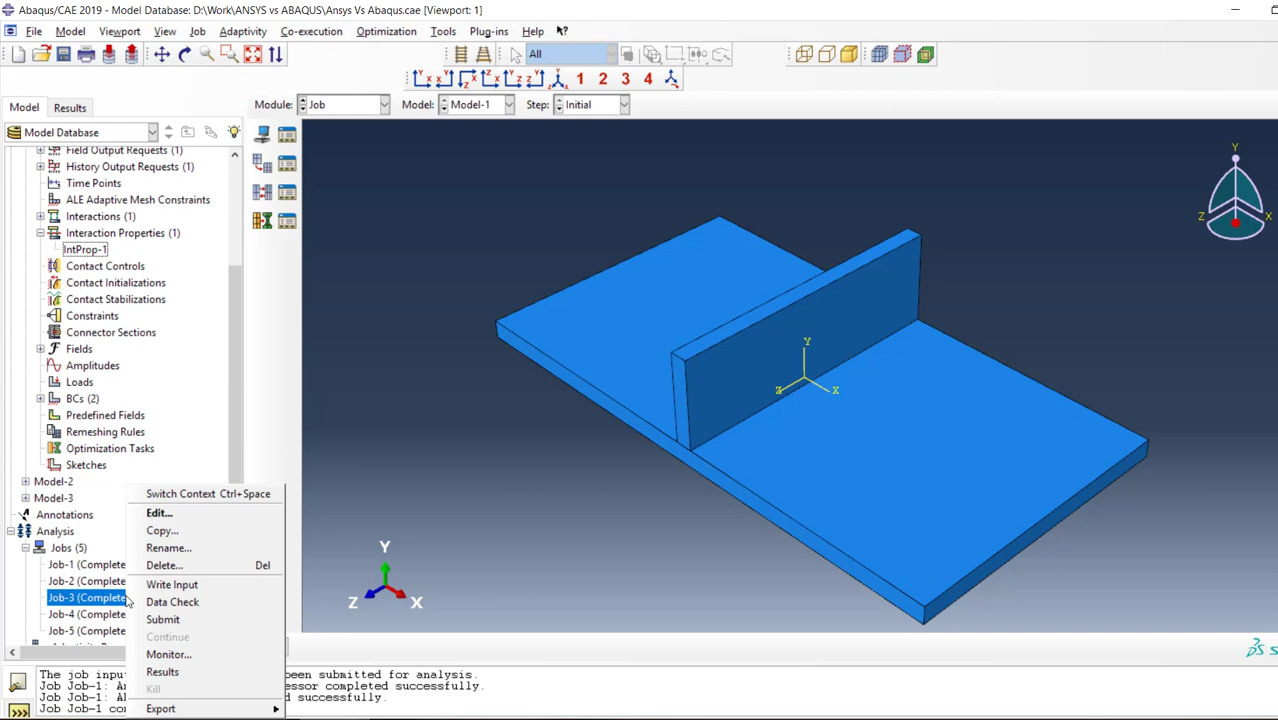 Abaqus/CAE 2019 - Model Database: D:\Work\ANSYS vs ABAQUS\Ansys Vs Abaqus.cae [Viewport: 1]
File Model Viewport View Job Adaptivity Co-execution Optimization Tools Plug-ins Help
All
1 2 3 4
Model Results Module: Job Model: Model-1 Step: Initial
Model Database
Field Output Requests (1)
History Output Requests (1)
Time Points
ALE Adaptive Mesh Constraints
Interactions (1)
Interaction Properties (1)
IntProp-1
Contact Controls
Contact Initializations
Contact Stabilizations
Constraints
Connector Sections
Fields
Amplitudes
Loads
BCs (2)
Predefined Fields
Remeshing Rules
Optimization Tasks
Sketches
Model-2
Model-3
Annotations
Analysis
Jobs (5)
Job-1 (Complete
Job-2 (Complete
Job-3 (Complete
Job-4 (Complete
Job-5 (Complete
Switch Context Ctrl+Space
Edit...
Copy...
Rename...
Delete... Del
Write Input
Data Check
Submit
Continue
Monitor...
Results
Kill
Export
Y
Z X
Y
Z X
Y
Z X
The job inpu been submitted for analysis.
Job Job-1: An essor completed successfully.
Job Job-1: A d successfully.
Job Job-1 co